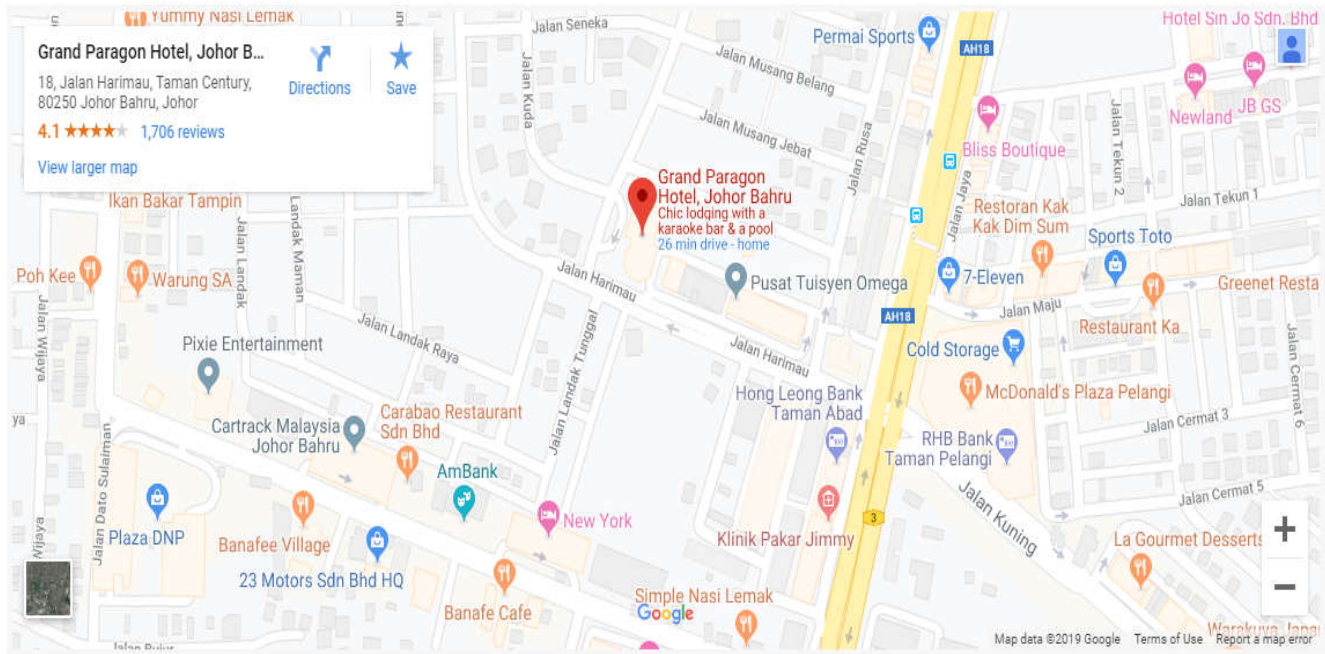 Yummy Nasi Lemak
Jalan Seneka
Hotel Sin Jo Sdn. Bhd
Grand Paragon Hotel, Johor B...
18, Jalan Harimau, Taman Century,
80250 Johor Bahru, Johor
4.1
1,706 reviews
Directions
Save
View larger map
Permai Sports
AH18
Jalan Musang Belang
Jalan Kuda
Newland
JB GS
Jalan Musang Jebat
Jalan Rusa
Bliss Boutique
Jalan Tekun 2
Jalan Tekun 1
Grand Paragon
Hotel, Johor Bahru
Chic lodging with a
karaoke bar & a pool
26 min drive - home
Ikan Bakar Tampin
Landak Maman
Jalan Landak
Jalan Jaya
Restoran Kak
Kak Dim Sum
Sports Toto
Poh Kee
Warung SA
Jalan Harimau
Pusat Tuisyen Omega
7-Eleven
Greenet Resta
Jalan Wijaya
Jalan Landak Raya
Jalan Landak Tunggal
AH18
Jalan Maju
Restaurant Ka...
Pixie Entertainment
Jalan Harimau
Cold Storage
Jalan Cermat 6
McDonald's Plaza Pelangi
Hong Leong Bank
Taman Abad
ya
Cartrack Malaysia
Johor Bahru
Carabao Restaurant
Sdn Bhd
Jalan Cermat 3
RHB Bank
Taman Pelangi
Jalan Dato Sulaiman
AmBank
Jalan Kuning
Jalan Cermat 5
Plaza DNP
Banafee Village
New York
3
Klinik Pakar Jimmy
La Gourmet Desserts
Wijaya
23 Motors Sdn Bhd HQ
Banafe Cafe
Simple Nasi Lemak
Google
Warakuya Japa
Map data ©2019 Google
Terms of Use
Report a map error